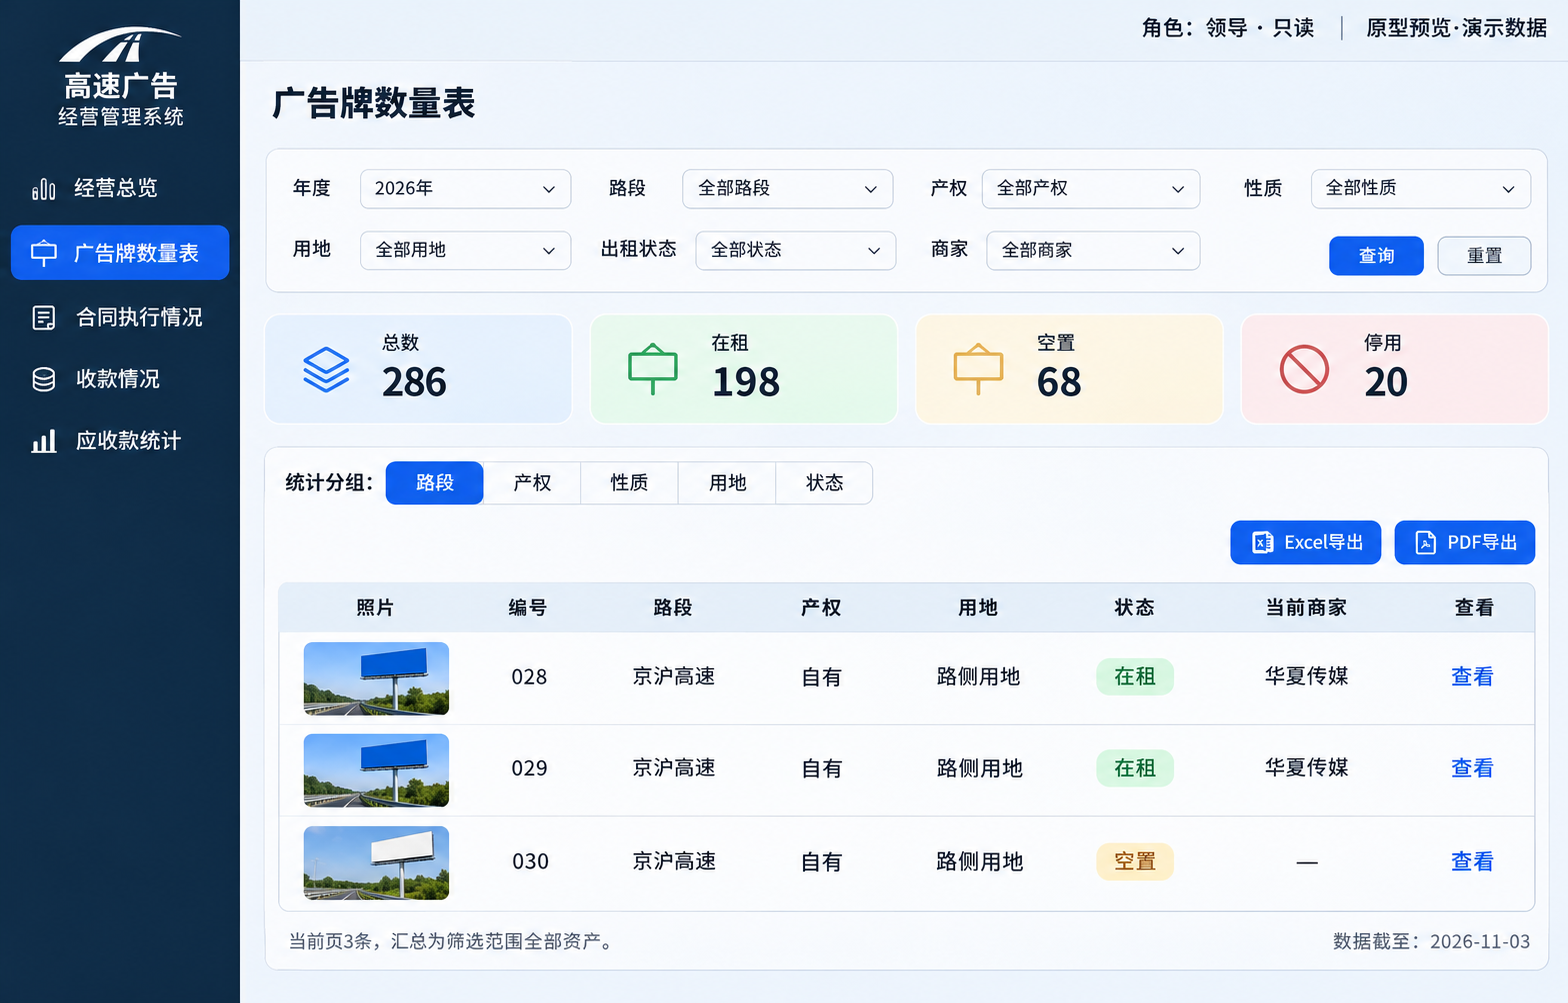 高速广告
经营管理系统
经营总览
广告牌数量表
合同执行情况
收款情况
应收款统计
角色：领导 · 只读 | 原型预览·演示数据
广告牌数量表
年度 2026年 路段 全部路段 产权 全部产权 性质 全部性质
用地 全部用地 出租状态 全部状态 商家 全部商家 查询 重置
总数
286
在租
198
空置
68
停用
20
统计分组： 路段 产权 性质 用地 状态
Excel导出 PDF导出
照片 编号 路段 产权 用地 状态 当前商家 查看
028 京沪高速 自有 路侧用地 在租 华夏传媒 查看
029 京沪高速 自有 路侧用地 在租 华夏传媒 查看
030 京沪高速 自有 路侧用地 空置 — 查看
当前页3条，汇总为筛选范围全部资产。 数据截至：2026-11-03